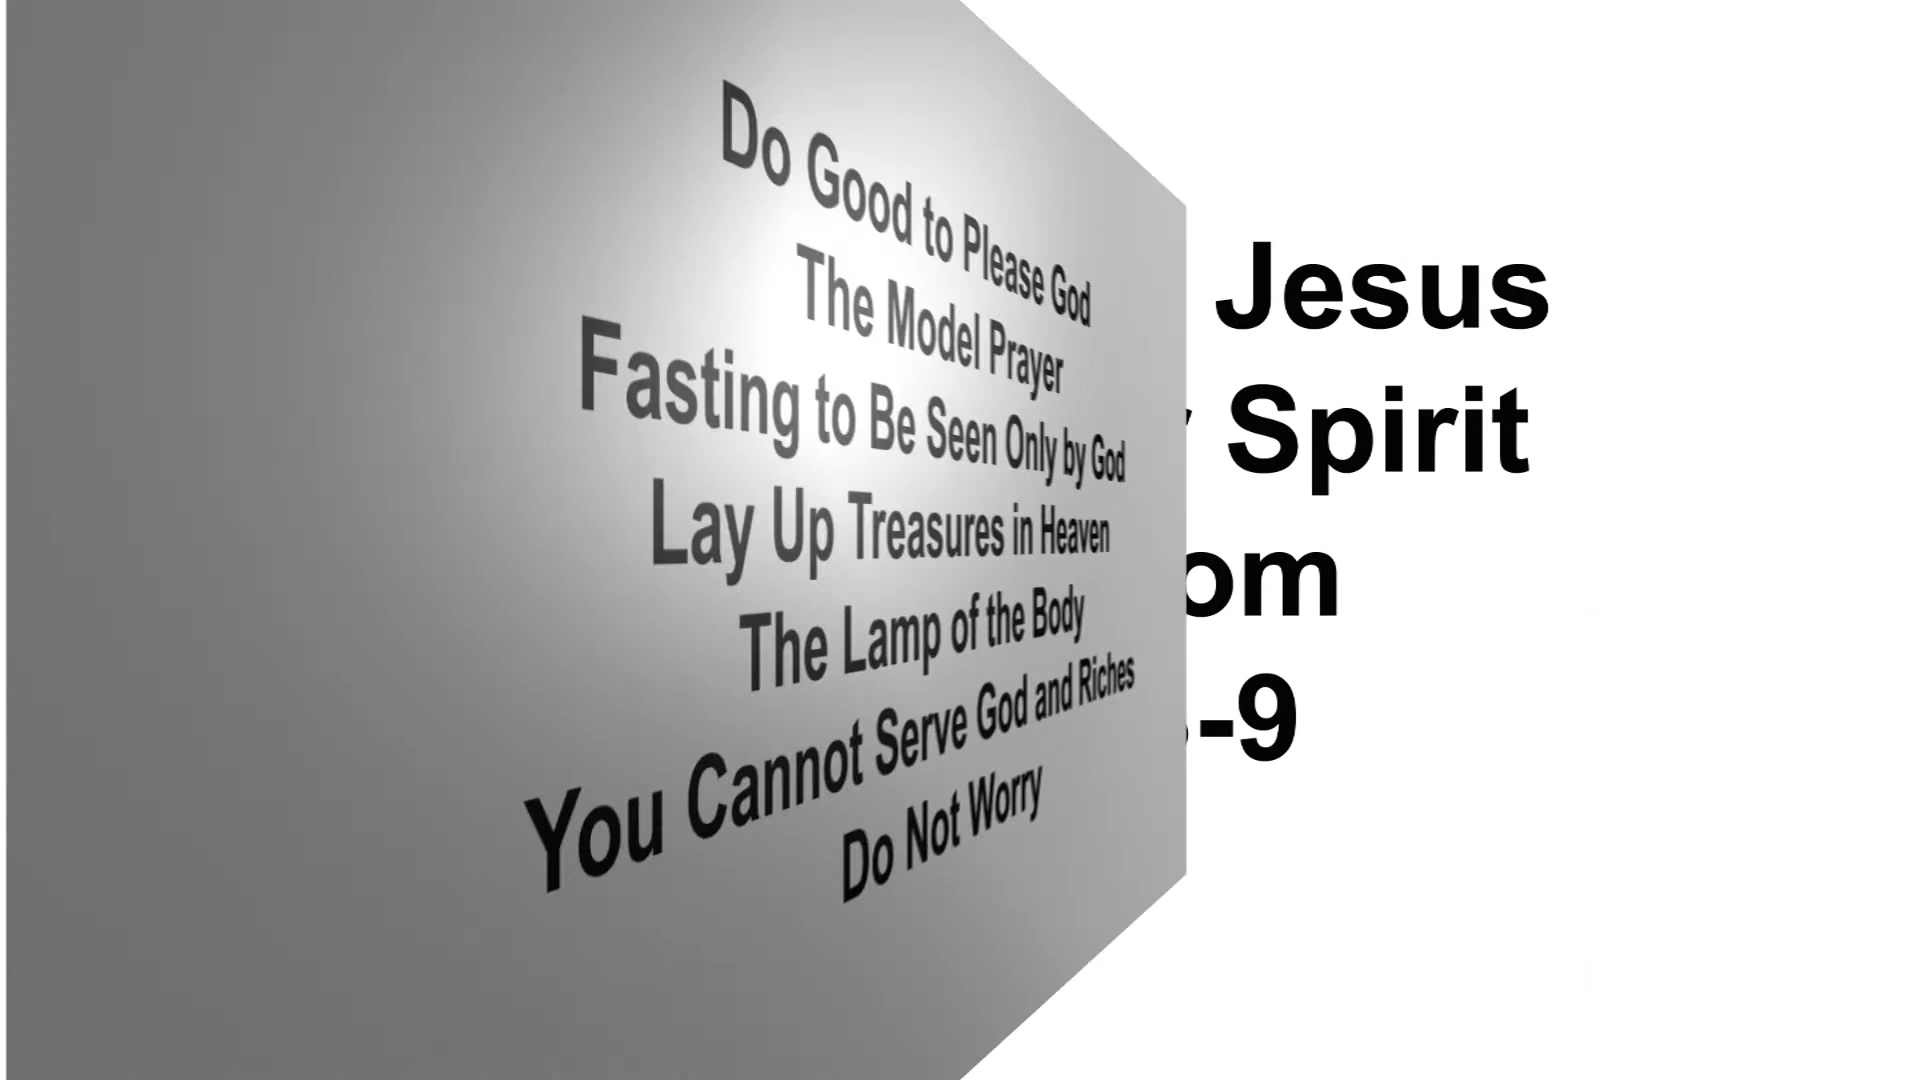 Do Good to Please God
The Model Prayer
Fasting to Be Seen Only by God
Lay Up Treasures in Heaven
The Lamp of the Body
You Cannot Serve God and Riches
Do Not Worry
Jesus
Spirit
-9